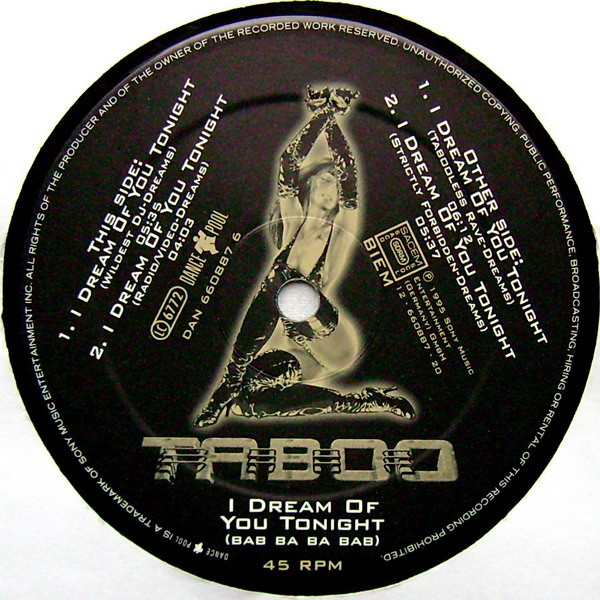 ALL RIGHTS OF THE PRODUCER AND OF THE OWNER OF THE RECORDED WORK RESERVED. UNAUTHORIZED COPYING, PUBLIC PERFORMANCE, BROADCASTING, HIRING OR RENTAL OF THIS RECORDING PROHIBITED.
DANCE POOL IS A TRADEMARK OF SONY MUSIC ENTERTAINMENT INC.
THIS SIDE:
1. I DREAM OF YOU TONIGHT
(WILDEST DJ-DREAMS)
05:35
2. I DREAM OF YOU TONIGHT
(RADIO/VIDEO-DREAMS)
04:03
LC 6772
DANCE POOL
DAN 660887 6
OTHER SIDE:
1. I DREAM OF YOU TONIGHT
(TABOOLESS RAVE-DREAMS)
2. I DREAM OF YOU TONIGHT
(STRICTLY FORBIDDEN-DREAMS)
05:37
SACEM
SDRM
BIEM
℗ 1995 SONY MUSIC
ENTERTAINMENT
(GERMANY) GMBH
12-660887-20
TABOO
I DREAM OF
YOU TONIGHT
(BAB BA BA BAB)
45 RPM